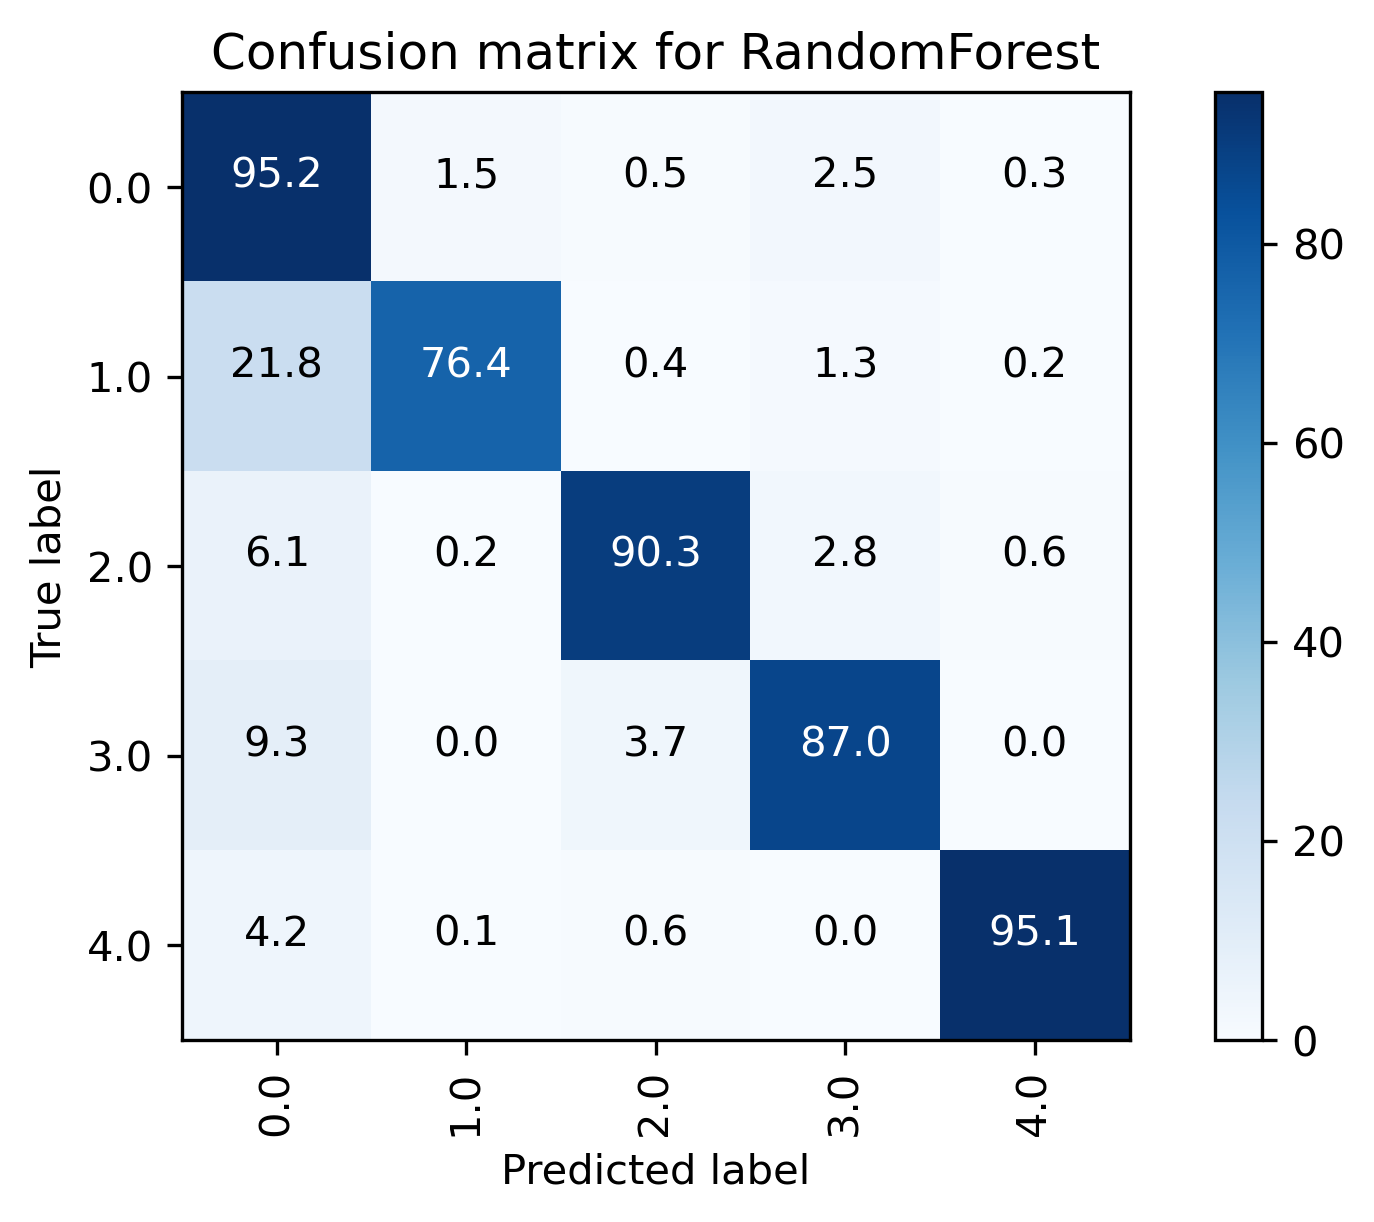 Confusion matrix for RandomForest
0.0 95.2 1.5 0.5 2.5 0.3
1.0 21.8 76.4 0.4 1.3 0.2
2.0 6.1 0.2 90.3 2.8 0.6
3.0 9.3 0.0 3.7 87.0 0.0
4.0 4.2 0.1 0.6 0.0 95.1
0.0 1.0 2.0 3.0 4.0
Predicted label
True label
80
60
40
20
0